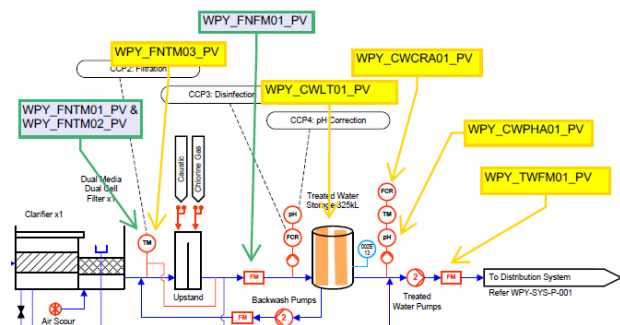 WPY_FNFM01_PV
WPY_FNTM03_PV
WPY_CWCRA01_PV
CCP2: Filtration
CCP3: Disinfection
WPY_CWLT01_PV
WPY_FNTM01_PV &
WPY_FNTM02_PV
CCP4: pH Correction
WPY_CWPHA01_PV
Caustic
Chlorine Gas
WPY_TWFM01_PV
Dual Media
Dual Cell
Filter x1
Treated Water
Storage 325kL
FCR
Clarifier x1
pH
TM
TM
FCR
pH
000E
13
FM
2
FM
To Distribution System
Upstand
Treated
Water Pumps
Refer WPY-SYS-P-001
Backwash Pumps
FM
2
Air Scour